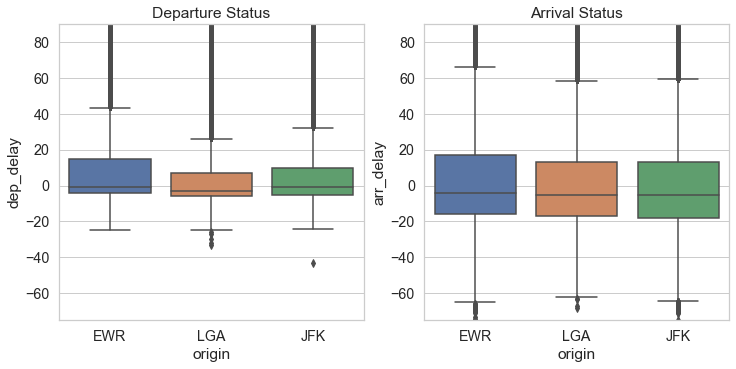 Departure Status
80
60
40
20
0
−20
−40
−60
dep_delay
EWR LGA JFK
origin
Arrival Status
80
60
40
20
0
−20
−40
−60
arr_delay
EWR LGA JFK
origin